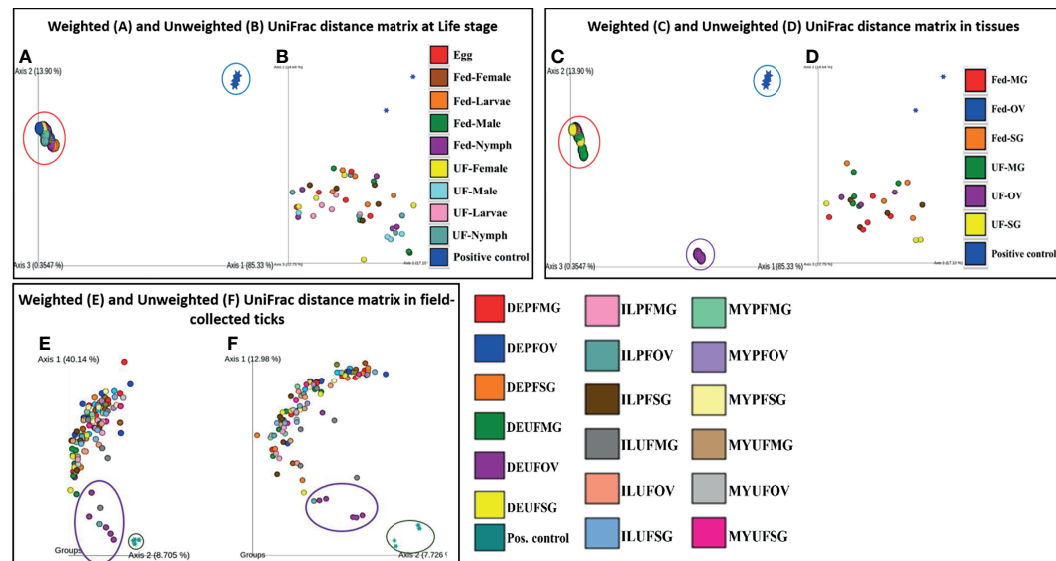 Weighted (A) and Unweighted (B) UniFrac distance matrix at Life stage
A
B
Axis 2 (13.90 %)
Axis 3 (0.3547 %)
Axis 1 (85.33 %)
Egg
Fed-Female
Fed-Larvae
Fed-Male
Fed-Nymph
UF-Female
UF-Male
UF-Larvae
UF-Nymph
Positive control
Weighted (C) and Unweighted (D) UniFrac distance matrix in tissues
C
D
Axis 2 (13.90 %)
Axis 3 (0.3547 %)
Axis 1 (85.33 %)
Fed-MG
Fed-OV
Fed-SG
UF-MG
UF-OV
UF-SG
Positive control
Weighted (E) and Unweighted (F) UniFrac distance matrix in field-
collected ticks
E
F
Axis 1 (40.14 %)
Axis 1 (12.98 %)
Groups
Axis 2 (8.705 %)
Groups
Axis 2 (7.726
DEPFMG
DEPFOV
DEPFSG
DEUFMG
DEUFOV
DEUFSG
Pos. control
ILPFMG
ILPFOV
ILPFSG
ILUFMG
ILUFOV
ILUFSG
MYPFMG
MYPFOV
MYPFSG
MYUFMG
MYUFOV
MYUFSG